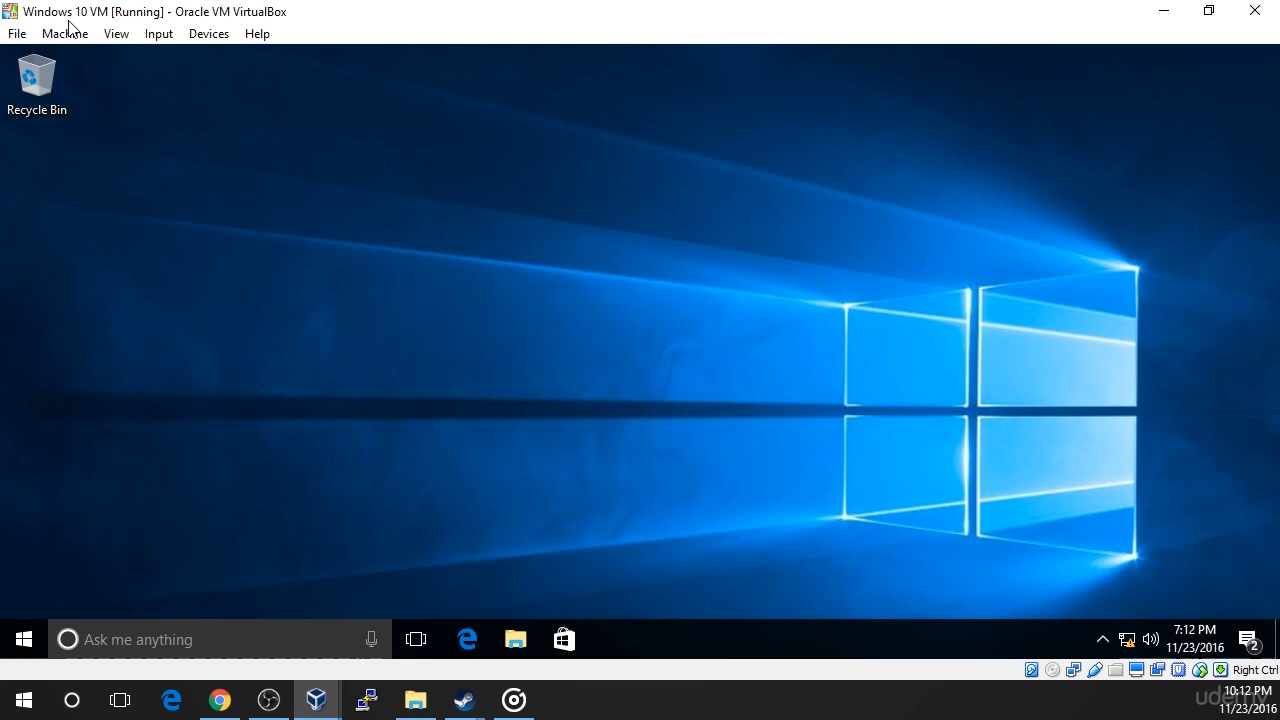 Windows 10 VM [Running] - Oracle VM VirtualBox
File Machine View Input Devices Help
Recycle Bin
Ask me anything
7:12 PM
11/23/2016
2
Right Ctrl
udemy
10:12 PM
11/23/2016